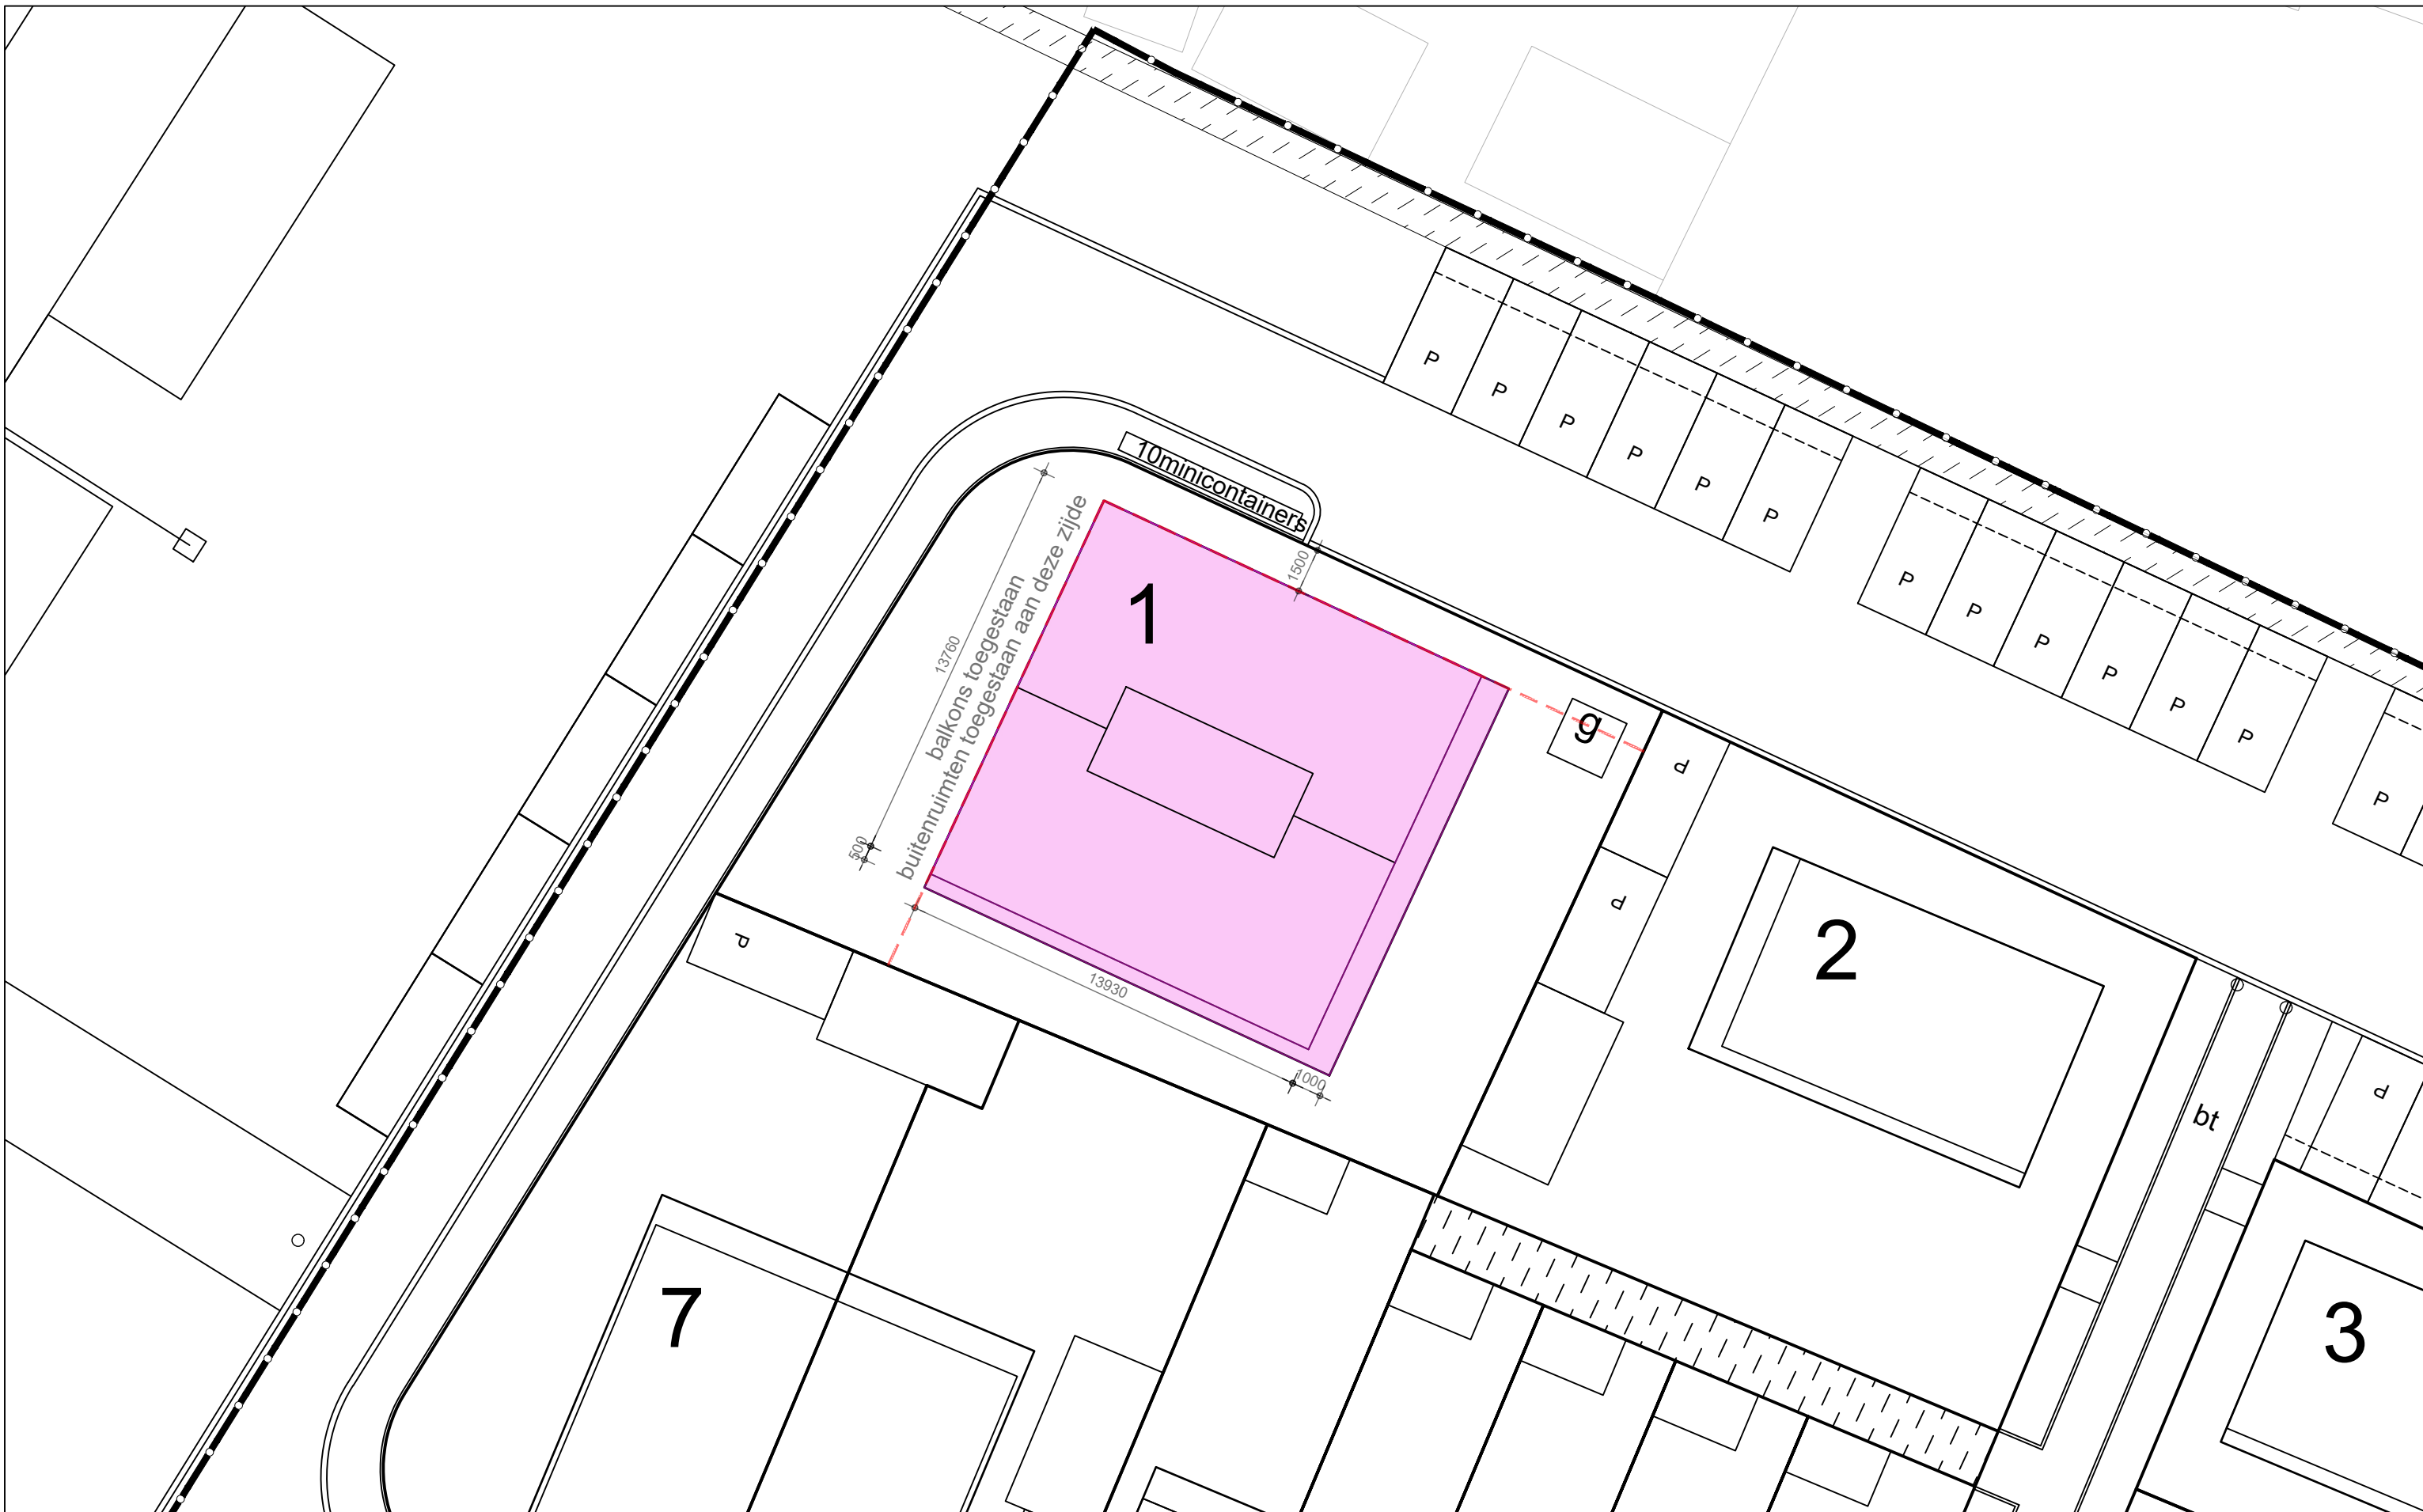 10minicontainers
P
P
P
P
P
P
P
P
P
P
P
P
P
1500
1
13760
balkons toegestaan
buitenruimten toegestaan aan deze zijde
500
g
P
P
P
13930
1000
2
bt
P
7
3